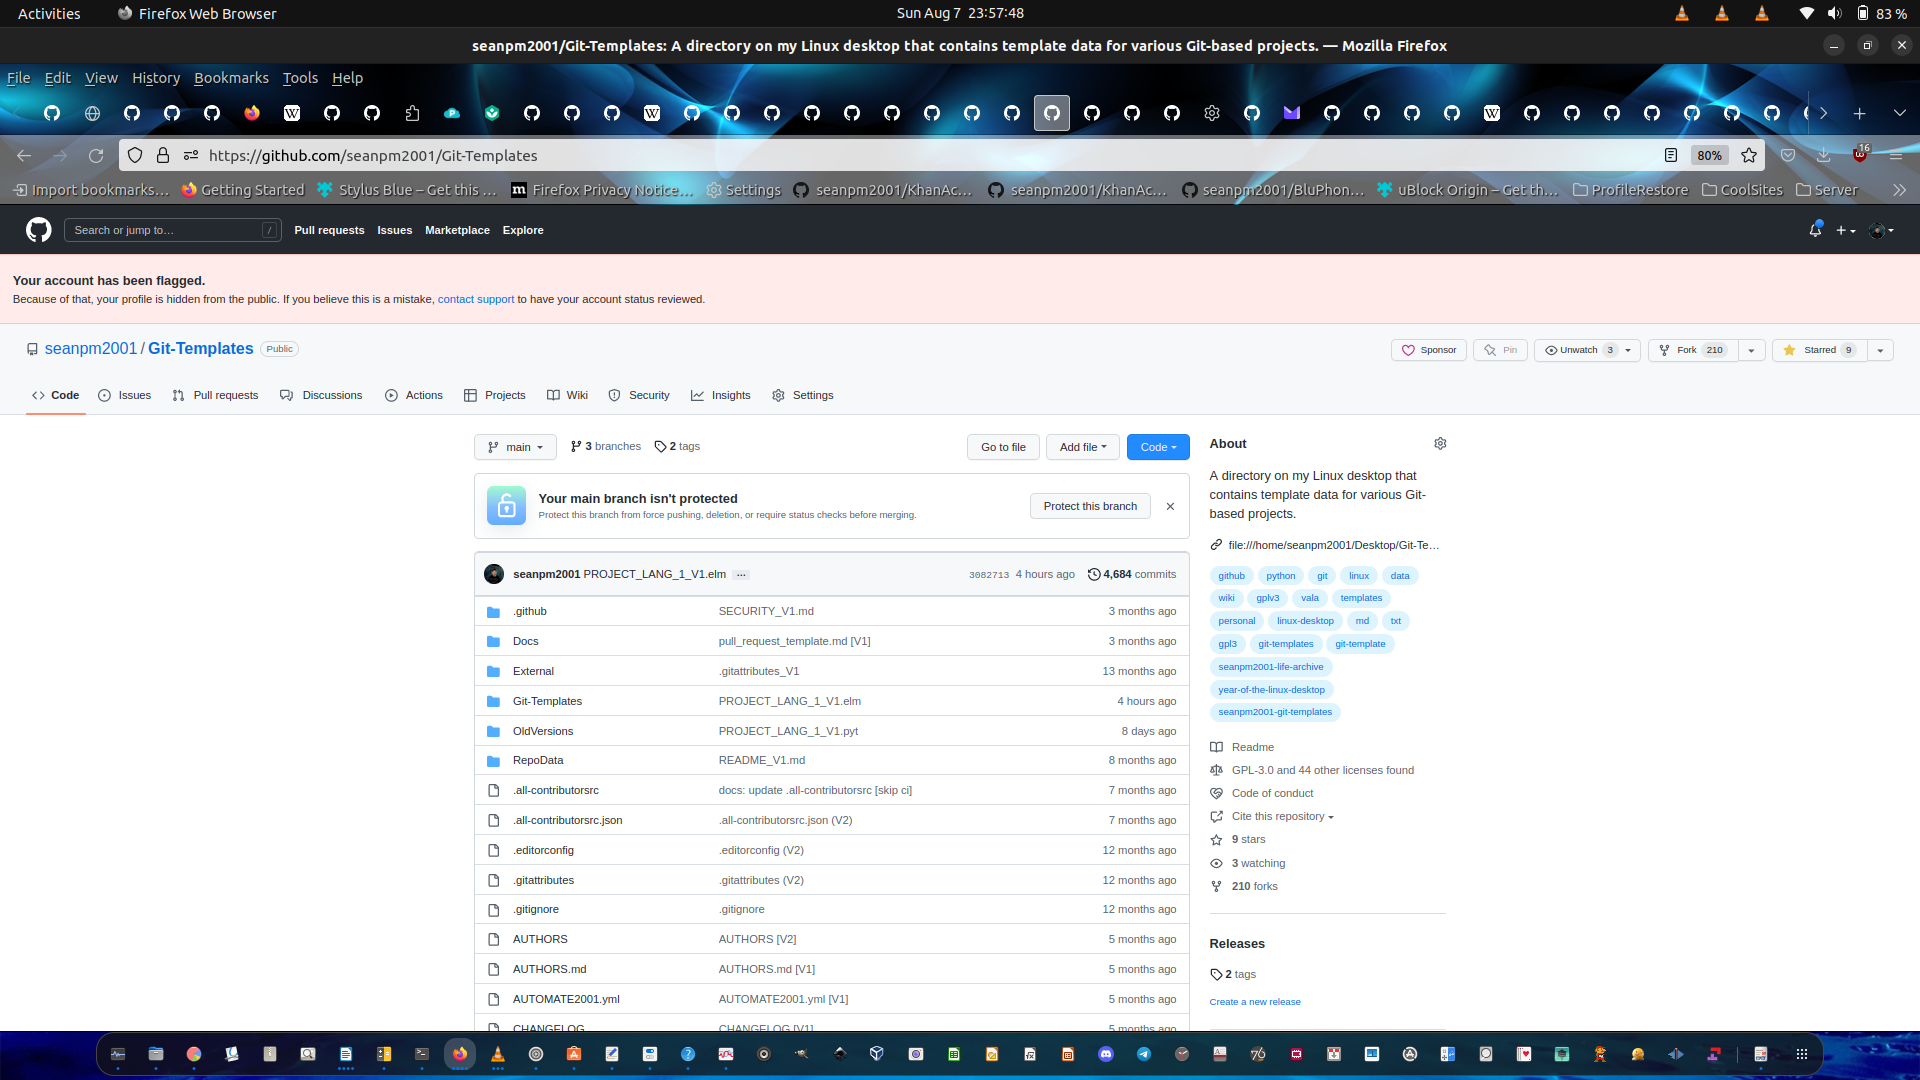 Activities
Firefox Web Browser
Sun Aug 7 23:57:48
83 %
seanpm2001/Git-Templates: A directory on my Linux desktop that contains template data for various Git-based projects. — Mozilla Firefox
File Edit View History Bookmarks Tools Help
https://github.com/seanpm2001/Git-Templates
80%
16
Import bookmarks… Getting Started Stylus Blue – Get this … Firefox Privacy Notice… Settings seanpm2001/KhanAc… seanpm2001/KhanAc… seanpm2001/BluPhon… uBlock Origin – Get th… ProfileRestore CoolSites Server
Search or jump to… /
Pull requests Issues Marketplace Explore
Your account has been flagged.
Because of that, your profile is hidden from the public. If you believe this is a mistake, contact support to have your account status reviewed.
seanpm2001 / Git-Templates Public
Sponsor Pin Unwatch 3 Fork 210 Starred 9
Code Issues Pull requests Discussions Actions Projects Wiki Security Insights Settings
main 3 branches 2 tags
Go to file Add file Code
Your main branch isn't protected
Protect this branch from force pushing, deletion, or require status checks before merging.
Protect this branch
seanpm2001 PROJECT_LANG_1_V1.elm … 3082713 4 hours ago 4,684 commits
.github SECURITY_V1.md 3 months ago
Docs pull_request_template.md [V1] 3 months ago
External .gitattributes_V1 13 months ago
Git-Templates PROJECT_LANG_1_V1.elm 4 hours ago
OldVersions PROJECT_LANG_1_V1.pyt 8 days ago
RepoData README_V1.md 8 months ago
.all-contributorsrc docs: update .all-contributorsrc [skip ci] 7 months ago
.all-contributorsrc.json .all-contributorsrc.json (V2) 7 months ago
.editorconfig .editorconfig (V2) 12 months ago
.gitattributes .gitattributes (V2) 12 months ago
.gitignore .gitignore 12 months ago
AUTHORS AUTHORS [V2] 5 months ago
AUTHORS.md AUTHORS.md [V1] 5 months ago
AUTOMATE2001.yml AUTOMATE2001.yml [V1] 5 months ago
CHANGELOG CHANGELOG [V1] 5 months ago
About
A directory on my Linux desktop that
contains template data for various Git-
based projects.
file:///home/seanpm2001/Desktop/Git-Te…
github python git linux data
wiki gplv3 vala templates
personal linux-desktop md txt
gpl3 git-templates git-template
seanpm2001-life-archive
year-of-the-linux-desktop
seanpm2001-git-templates
Readme
GPL-3.0 and 44 other licenses found
Code of conduct
Cite this repository
9 stars
3 watching
210 forks
Releases
2 tags
Create a new release